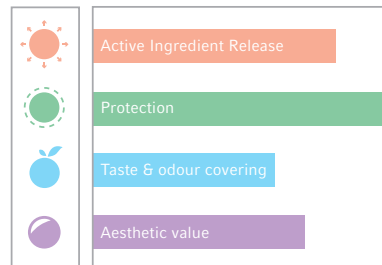 Active Ingredient Release
Protection
Taste & odour covering
Aesthetic value